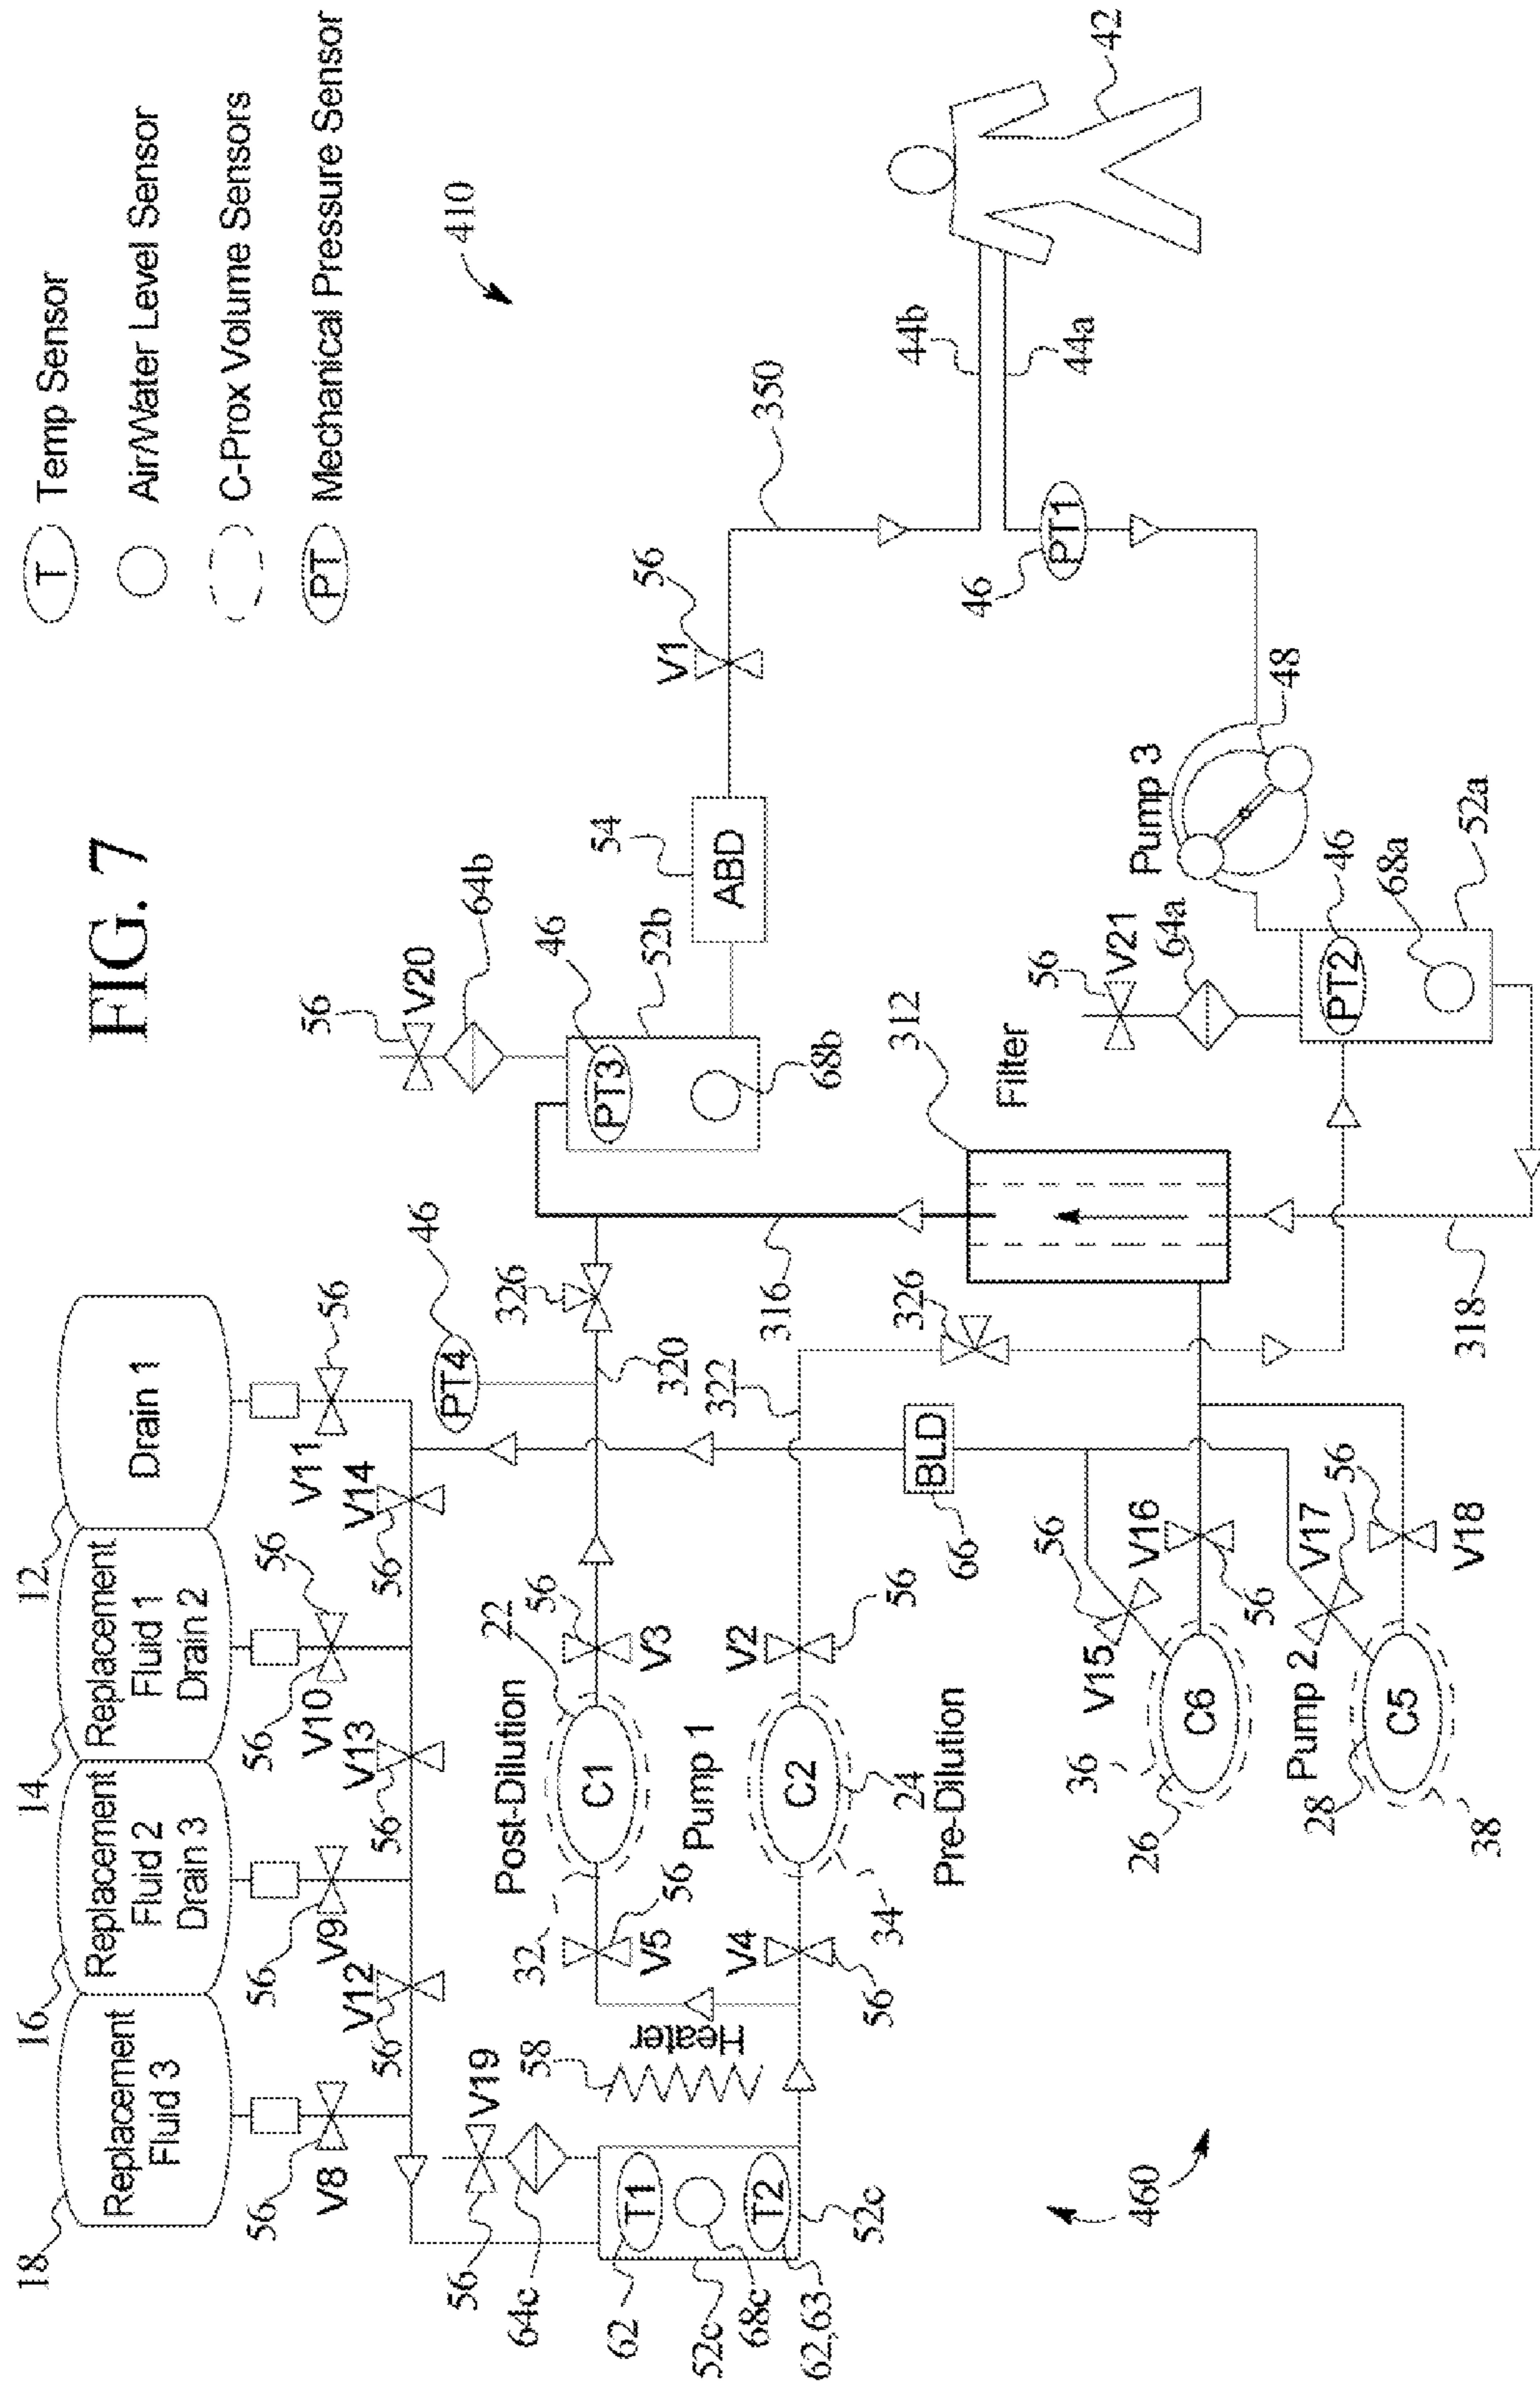 FIG. 7
T Temp Sensor
Air/Water Level Sensor
C-Prox Volume Sensors
PT Mechanical Pressure Sensor
410
18
16
14
12
Replacement
Fluid 3
Replacement
Fluid 2
Drain 3
Replacement
Fluid 1
Drain 2
Drain 1
56
V8
56
V9
56
V10
56
V11
56
V12
56
V13
56
V14
56
56
V19
64c
62
T1
T2
52c
68c
62,63
52c
58
Heater
460
Post-Dilution
32
V5
56
C1
22
V3
56
Pump 1
V4
56
34
C2
24
V2
56
Pre-Dilution
PT4
46
320
326
322
326
316
BLD
66
36
26
C6
V15
56
V16
56
Pump 2
28
C5
38
V17
56
V18
312
Filter
318
56
V20
64b
46
PT3
52b
68b
54
ABD
V1
56
350
44b
44a
42
46
PT1
Pump 3
48
56
V21
64a
46
PT2
68a
52a